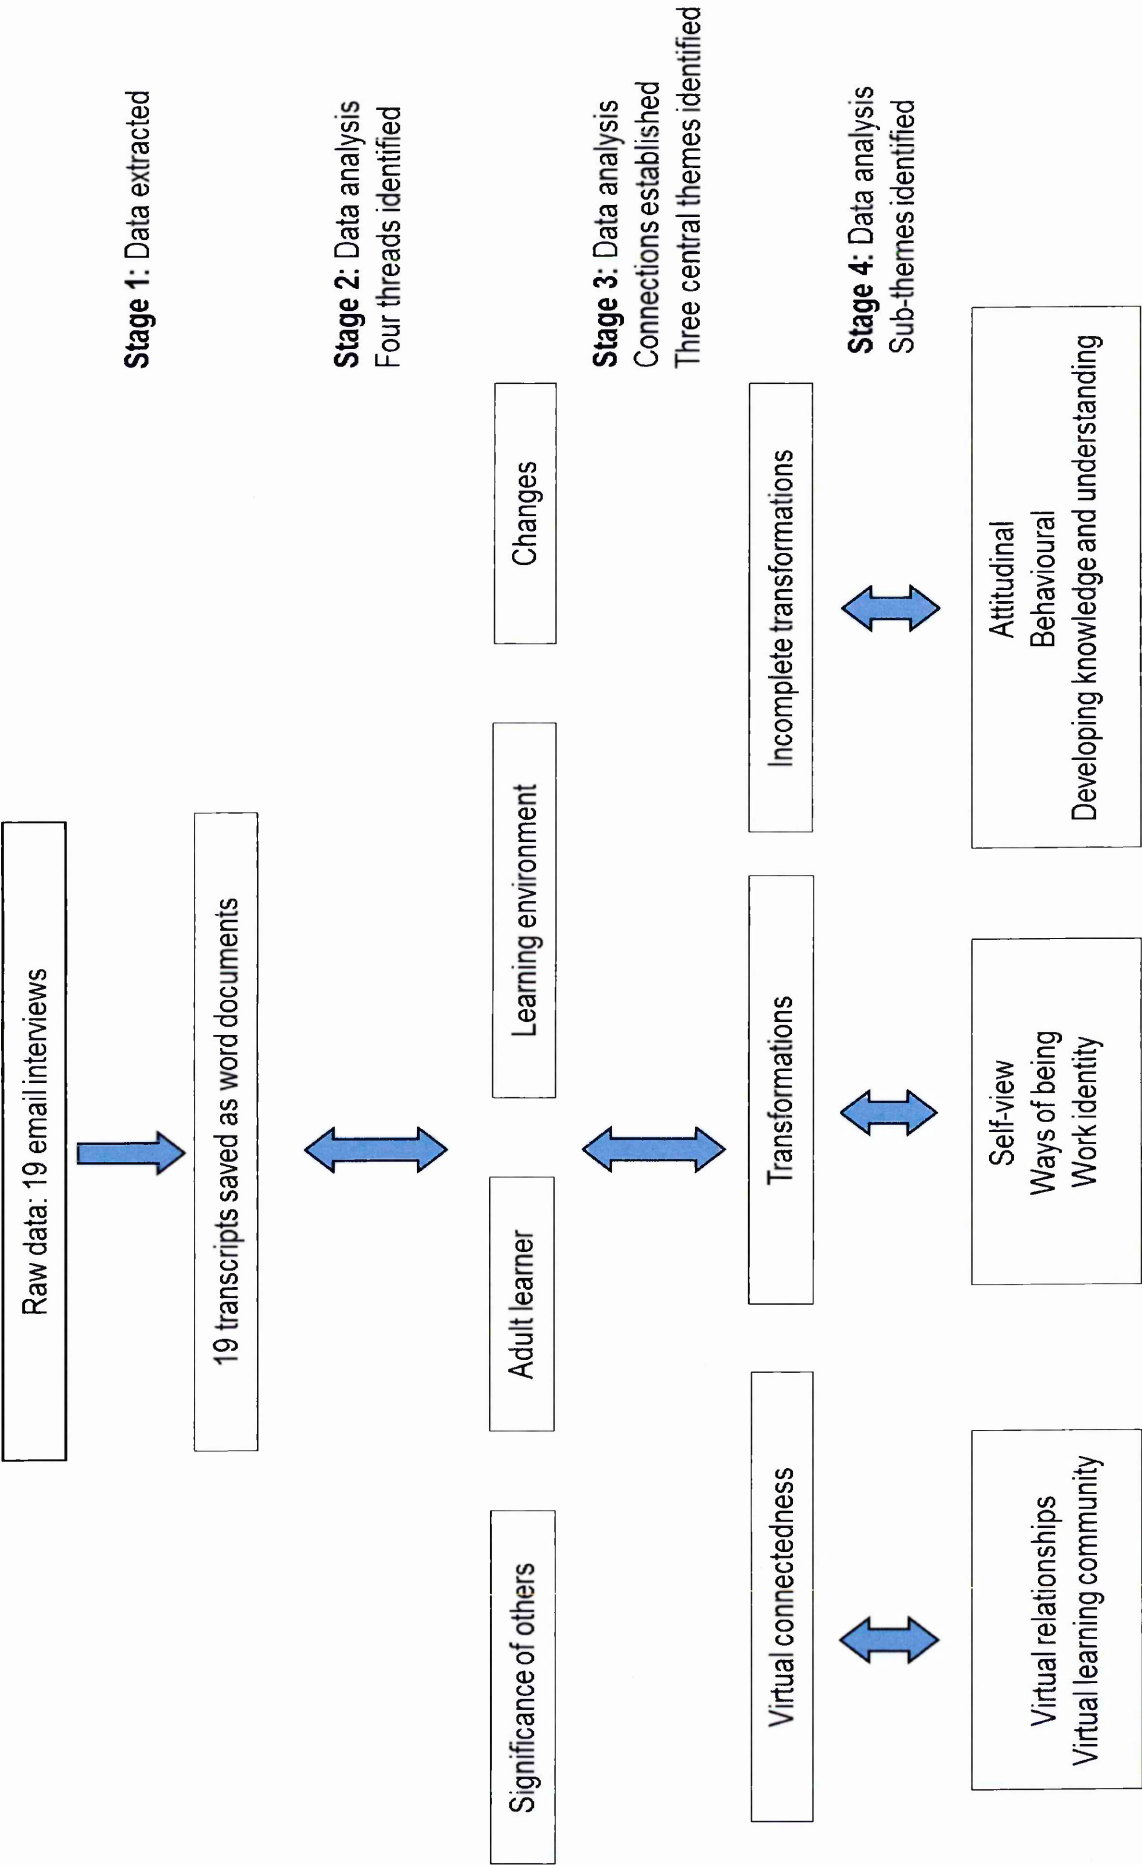 Raw data: 19 email interviews
Stage 1: Data extracted
19 transcripts saved as word documents
Stage 2: Data analysis
Four threads identified
Significance of others
Adult learner
Learning environment
Changes
Stage 3: Data analysis
Connections established
Three central themes identified
Virtual connectedness
Transformations
Incomplete transformations
Stage 4: Data analysis
Sub-themes identified
Virtual relationships
Virtual learning community
Self-view
Ways of being
Work identity
Attitudinal
Behavioural
Developing knowledge and understanding